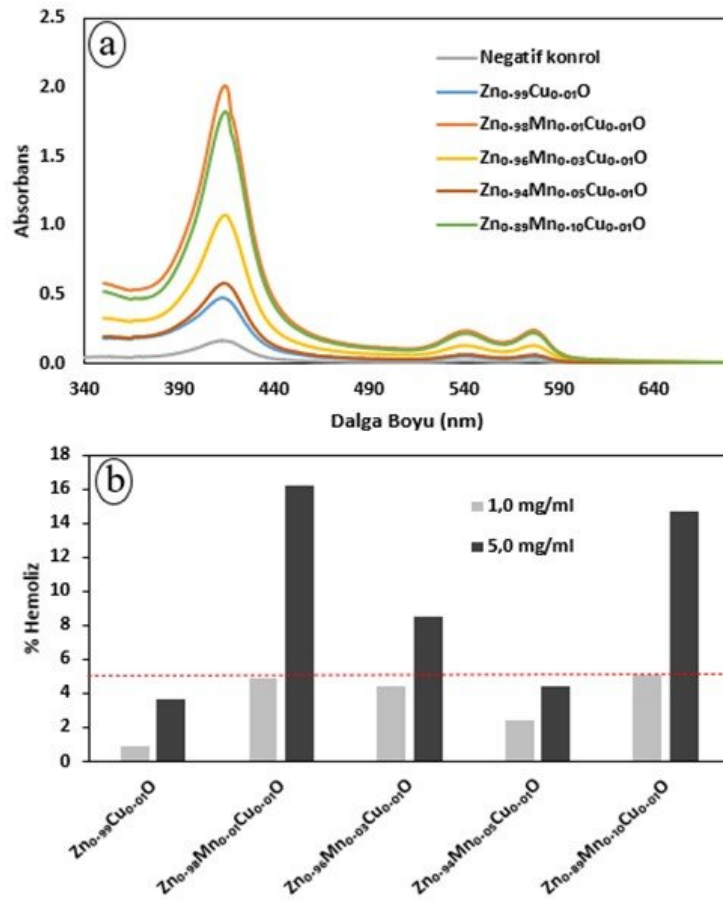 a
2.5
2.0
1.5
1.0
0.5
0.0
Absorbans
Negatif konrol
Zn₀.₉₉Cu₀.₀₁O
Zn₀.₉₈Mn₀.₀₁Cu₀.₀₁O
Zn₀.₉₆Mn₀.₀₃Cu₀.₀₁O
Zn₀.₉₄Mn₀.₀₅Cu₀.₀₁O
Zn₀.₈₉Mn₀.₁₀Cu₀.₀₁O
340 390 440 490 540 590 640
Dalga Boyu (nm)
b
18
16
14
12
10
8
6
4
2
0
% Hemoliz
1,0 mg/ml
5,0 mg/ml
Zn₀.₉₉Cu₀.₀₁O
Zn₀.₉₈Mn₀.₀₁Cu₀.₀₁O
Zn₀.₉₆Mn₀.₀₃Cu₀.₀₁O
Zn₀.₉₄Mn₀.₀₅Cu₀.₀₁O
Zn₀.₈₉Mn₀.₁₀Cu₀.₀₁O